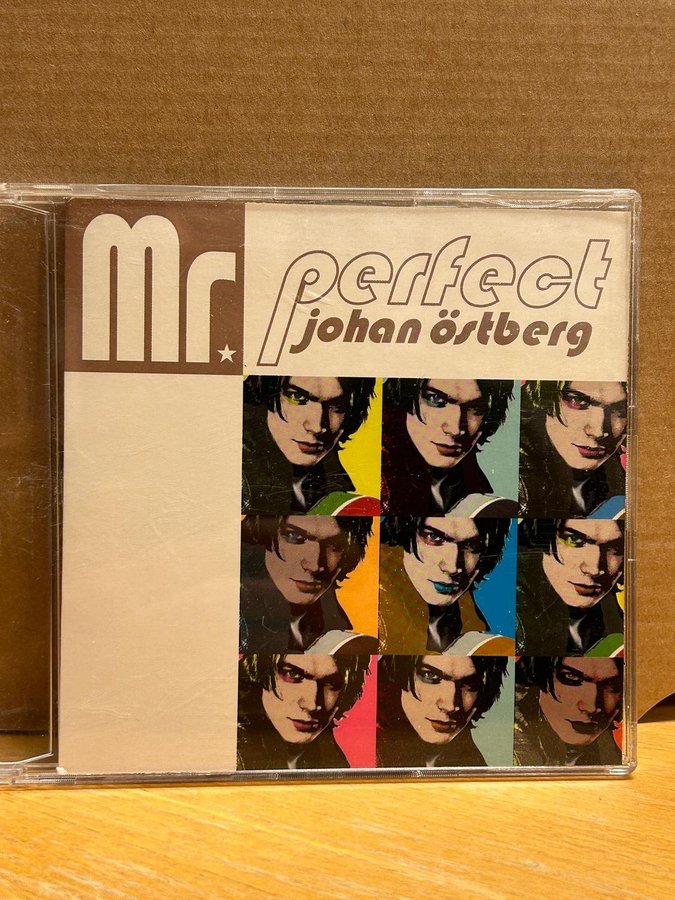 Mr. perfect
johan östberg